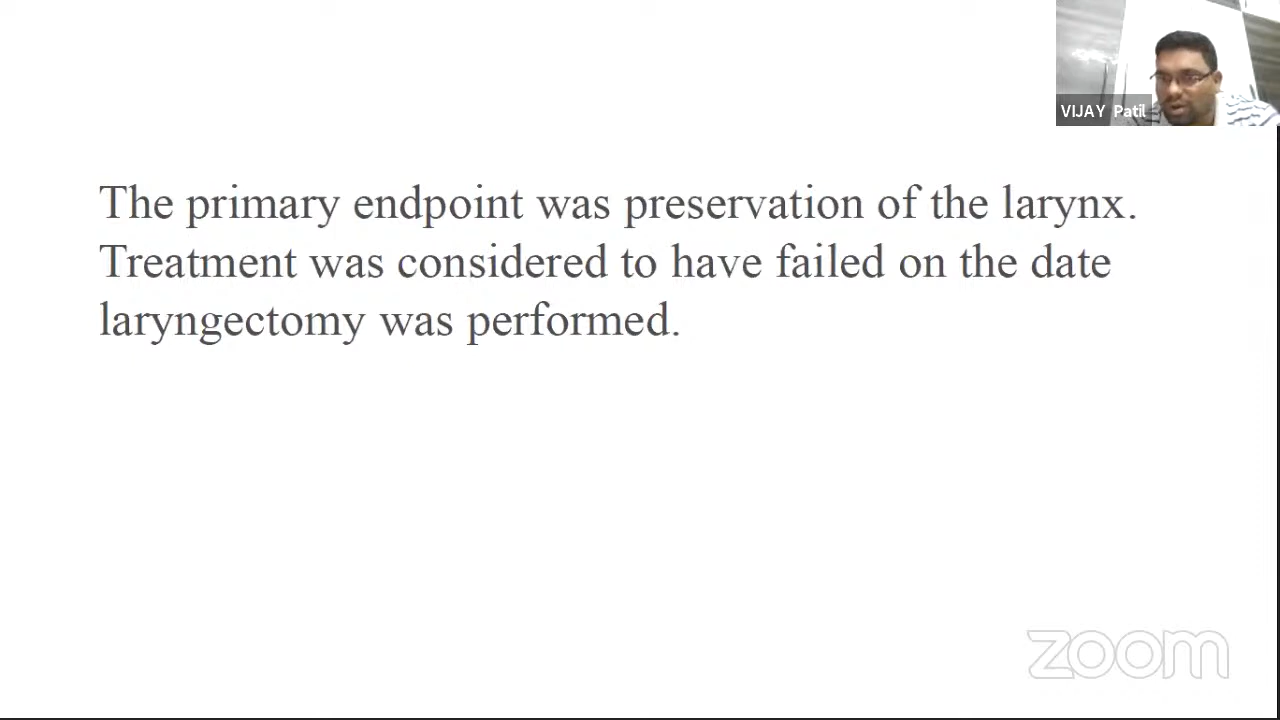 VIJAY Patil
The primary endpoint was preservation of the larynx.
Treatment was considered to have failed on the date
laryngectomy was performed.
zoom